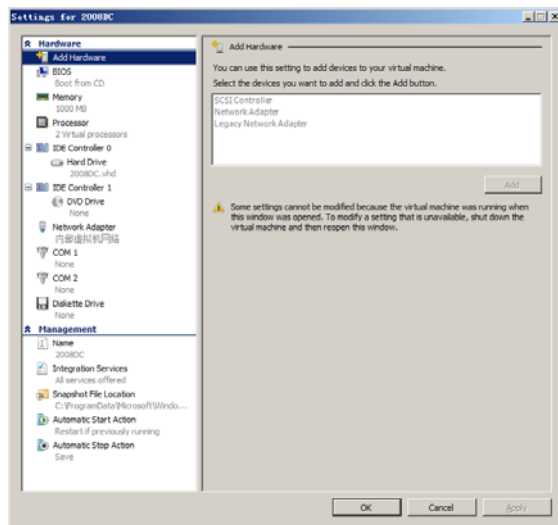 Settings for 2008DC
Hardware
Add Hardware
BIOS
Boot from CD
Memory
1000 MB
Processor
2 Virtual processors
IDE Controller 0
Hard Drive
2008DC.vhd
IDE Controller 1
DVD Drive
None
Network Adapter
内部虚拟机网络
COM 1
None
COM 2
None
Diskette Drive
None
Management
Name
2008DC
Integration Services
All services offered
Snapshot File Location
C:\ProgramData\Microsoft\Windo...
Automatic Start Action
Restart if previously running
Automatic Stop Action
Save
Add Hardware
You can use this setting to add devices to your virtual machine.
Select the devices you want to add and click the Add button.
SCSI Controller
Network Adapter
Legacy Network Adapter
Add
Some settings cannot be modified because the virtual machine was running when
this window was opened. To modify a setting that is unavailable, shut down the
virtual machine and then reopen this window.
OK
Cancel
Apply